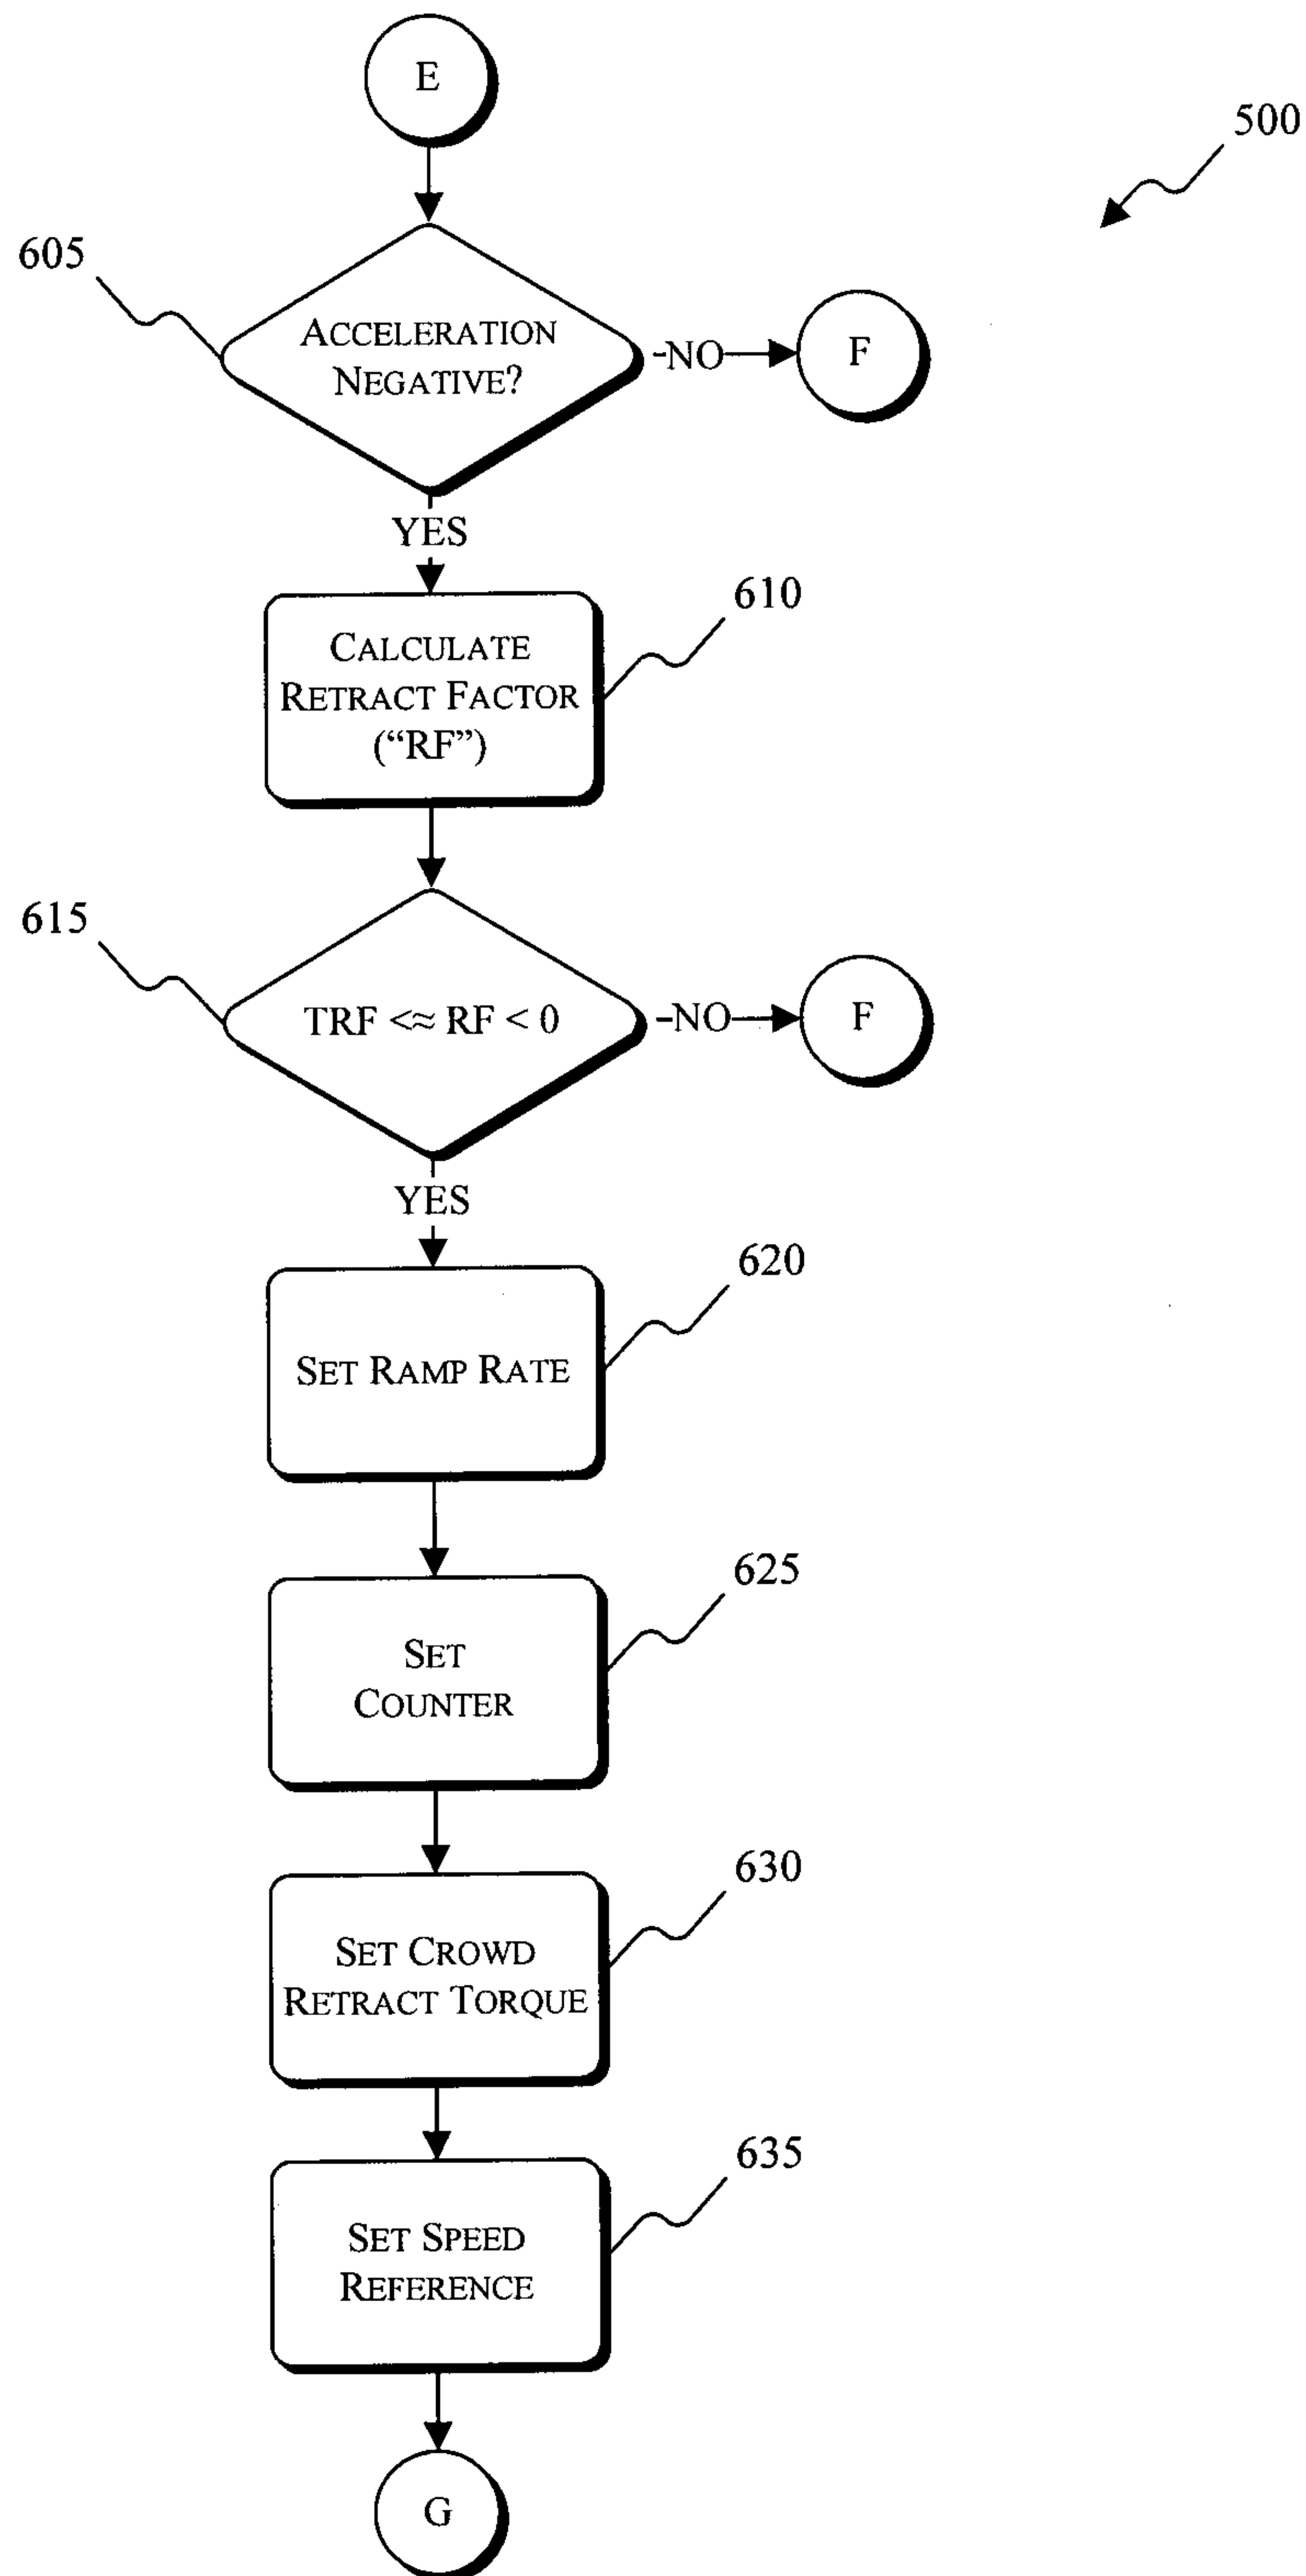 E
500
605
ACCELERATION
NEGATIVE?
-NO
F
YES
610
CALCULATE
RETRACT FACTOR
(“RF”)
615
TRF <≈ RF < 0
-NO
F
YES
620
SET RAMP RATE
625
SET
COUNTER
630
SET CROWD
RETRACT TORQUE
635
SET SPEED
REFERENCE
G